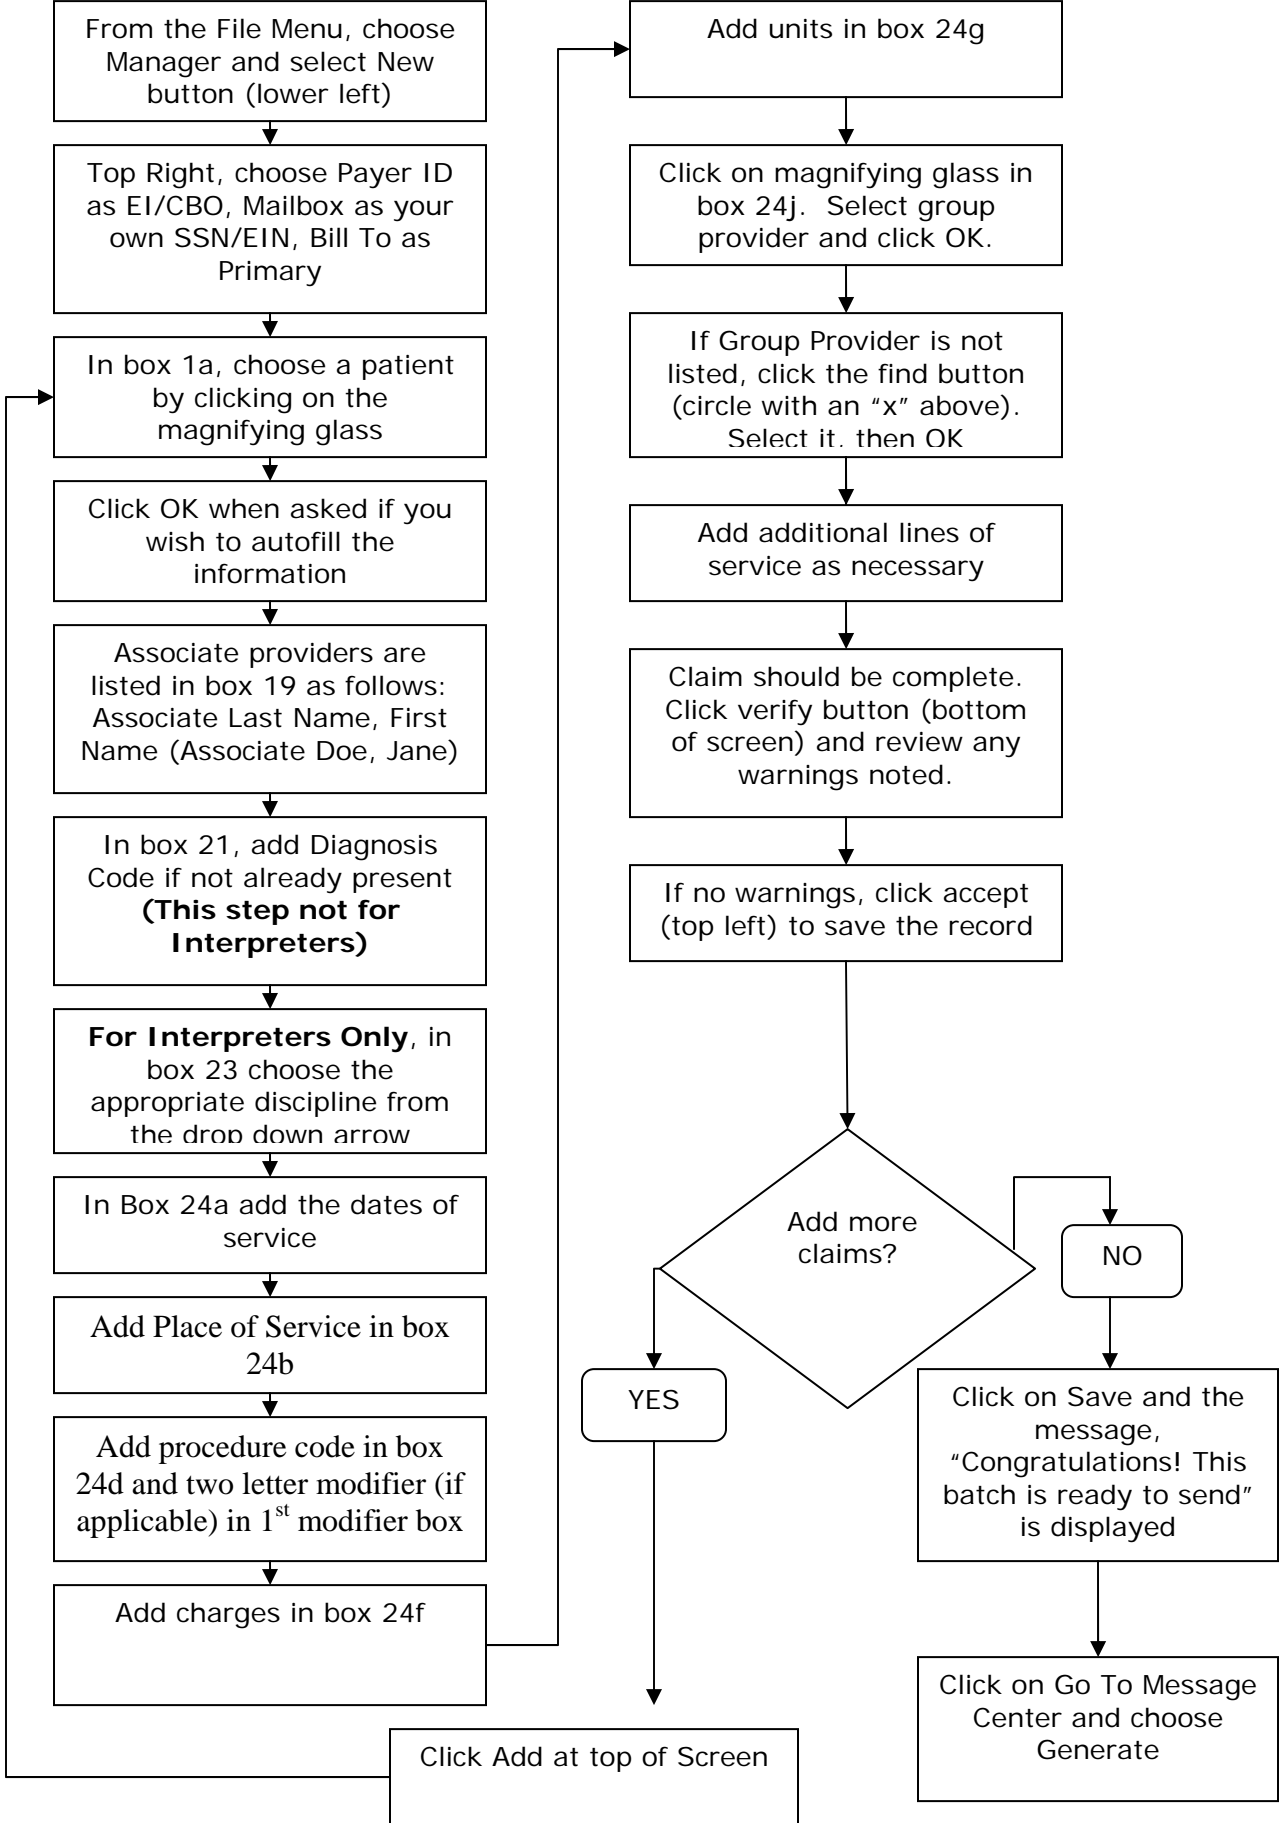 From the File Menu, choose
Manager and select New
button (lower left)
Top Right, choose Payer ID
as EI/CBO, Mailbox as your
own SSN/EIN, Bill To as
Primary
In box 1a, choose a patient
by clicking on the
magnifying glass
Click OK when asked if you
wish to autofill the
information
Associate providers are
listed in box 19 as follows:
Associate Last Name, First
Name (Associate Doe, Jane)
In box 21, add Diagnosis
Code if not already present
(This step not for
Interpreters)
For Interpreters Only, in
box 23 choose the
appropriate discipline from
the drop down arrow
In Box 24a add the dates of
service
Add Place of Service in box
24b
Add procedure code in box
24d and two letter modifier (if
applicable) in 1st modifier box
Add charges in box 24f
Add units in box 24g
Click on magnifying glass in
box 24j.  Select group
provider and click OK.
If Group Provider is not
listed, click the find button
(circle with an "x" above).
Select it, then OK
Add additional lines of
service as necessary
Claim should be complete.
Click verify button (bottom
of screen) and review any
warnings noted.
If no warnings, click accept
(top left) to save the record
Add more
claims?
NO
YES
Click on Save and the
message,
"Congratulations! This
batch is ready to send"
is displayed
Click on Go To Message
Center and choose
Generate
Click Add at top of Screen